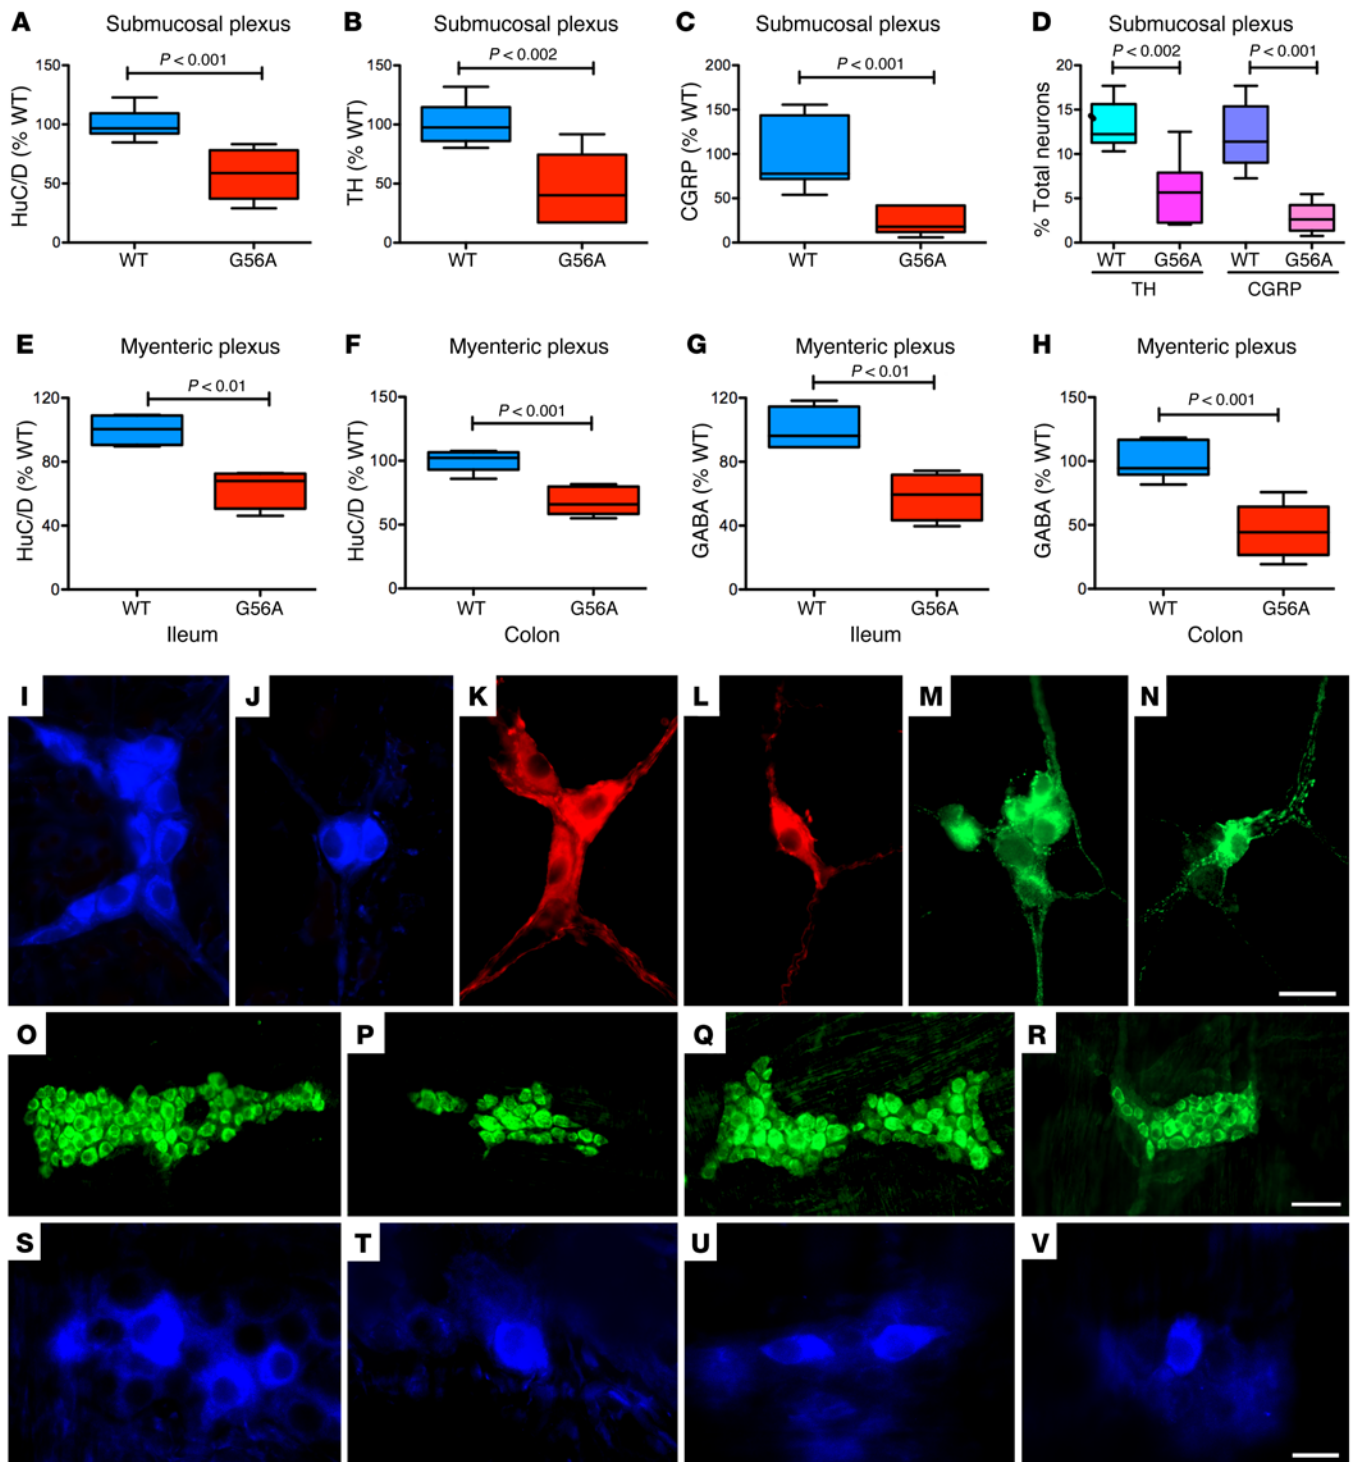 A Submucosal plexus
HuC/D (% WT)
150
100
50
0
P < 0.001
WT G56A
B Submucosal plexus
TH (% WT)
150
100
50
0
P < 0.002
WT G56A
C Submucosal plexus
CGRP (% WT)
200
150
100
50
0
P < 0.001
WT G56A
D Submucosal plexus
% Total neurons
20
15
10
5
0
P < 0.002 P < 0.001
WT G56A WT G56A
TH CGRP
E Myenteric plexus
HuC/D (% WT)
120
80
40
0
P < 0.01
WT G56A
Ileum
F Myenteric plexus
HuC/D (% WT)
150
100
50
0
P < 0.001
WT G56A
Colon
G Myenteric plexus
GABA (% WT)
120
80
40
0
P < 0.01
WT G56A
Ileum
H Myenteric plexus
GABA (% WT)
150
100
50
0
P < 0.001
WT G56A
Colon
I J K L M N
O P Q R
S T U V